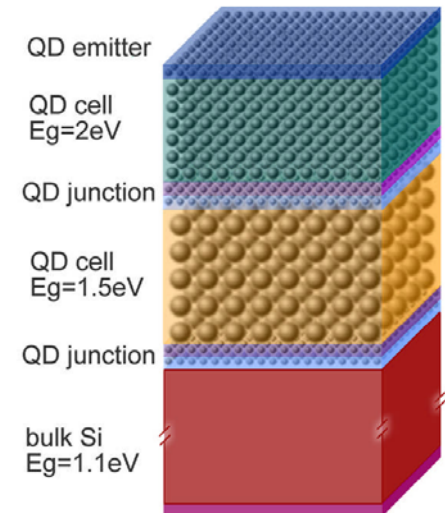 QD emitter
QD cell
Eg=2eV
QD junction
QD cell
Eg=1.5eV
QD junction
bulk Si
Eg=1.1eV